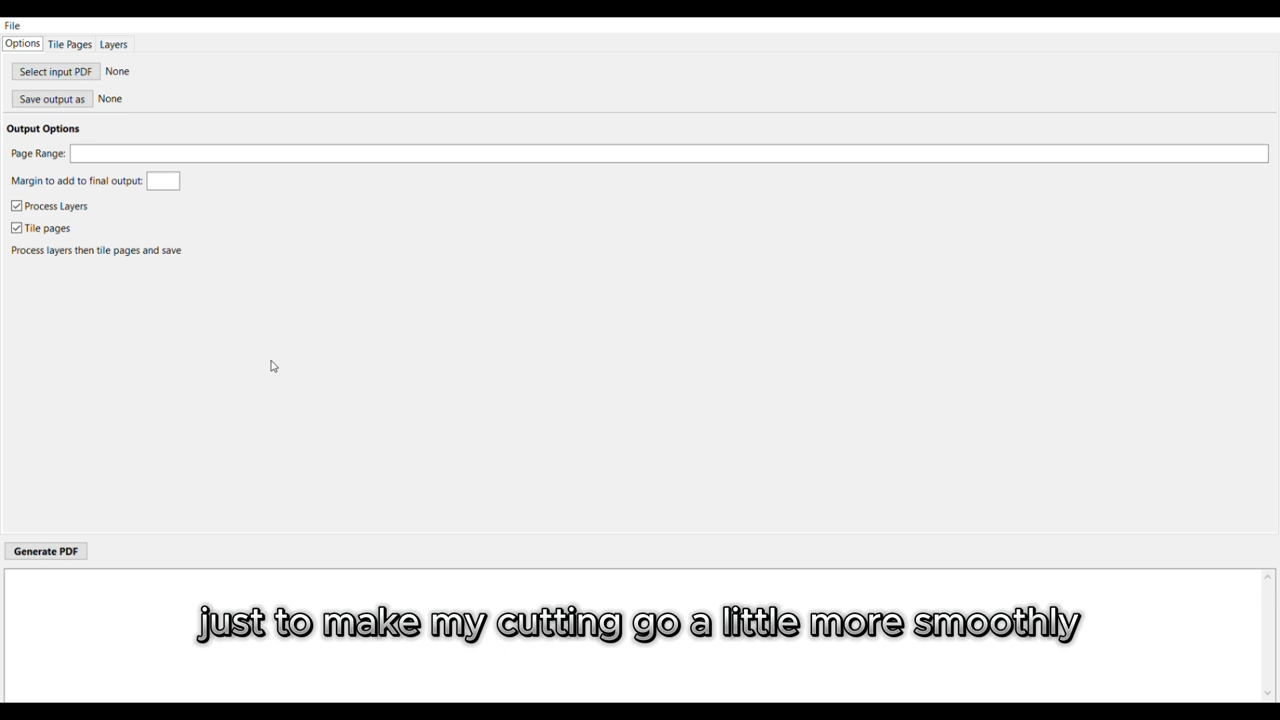 File
Options Tile Pages Layers
Select input PDF None
Save output as None
Output Options
Page Range:
Margin to add to final output:
Process Layers
Tile pages
Process layers then tile pages and save
Generate PDF
just to make my cutting go a little more smoothly